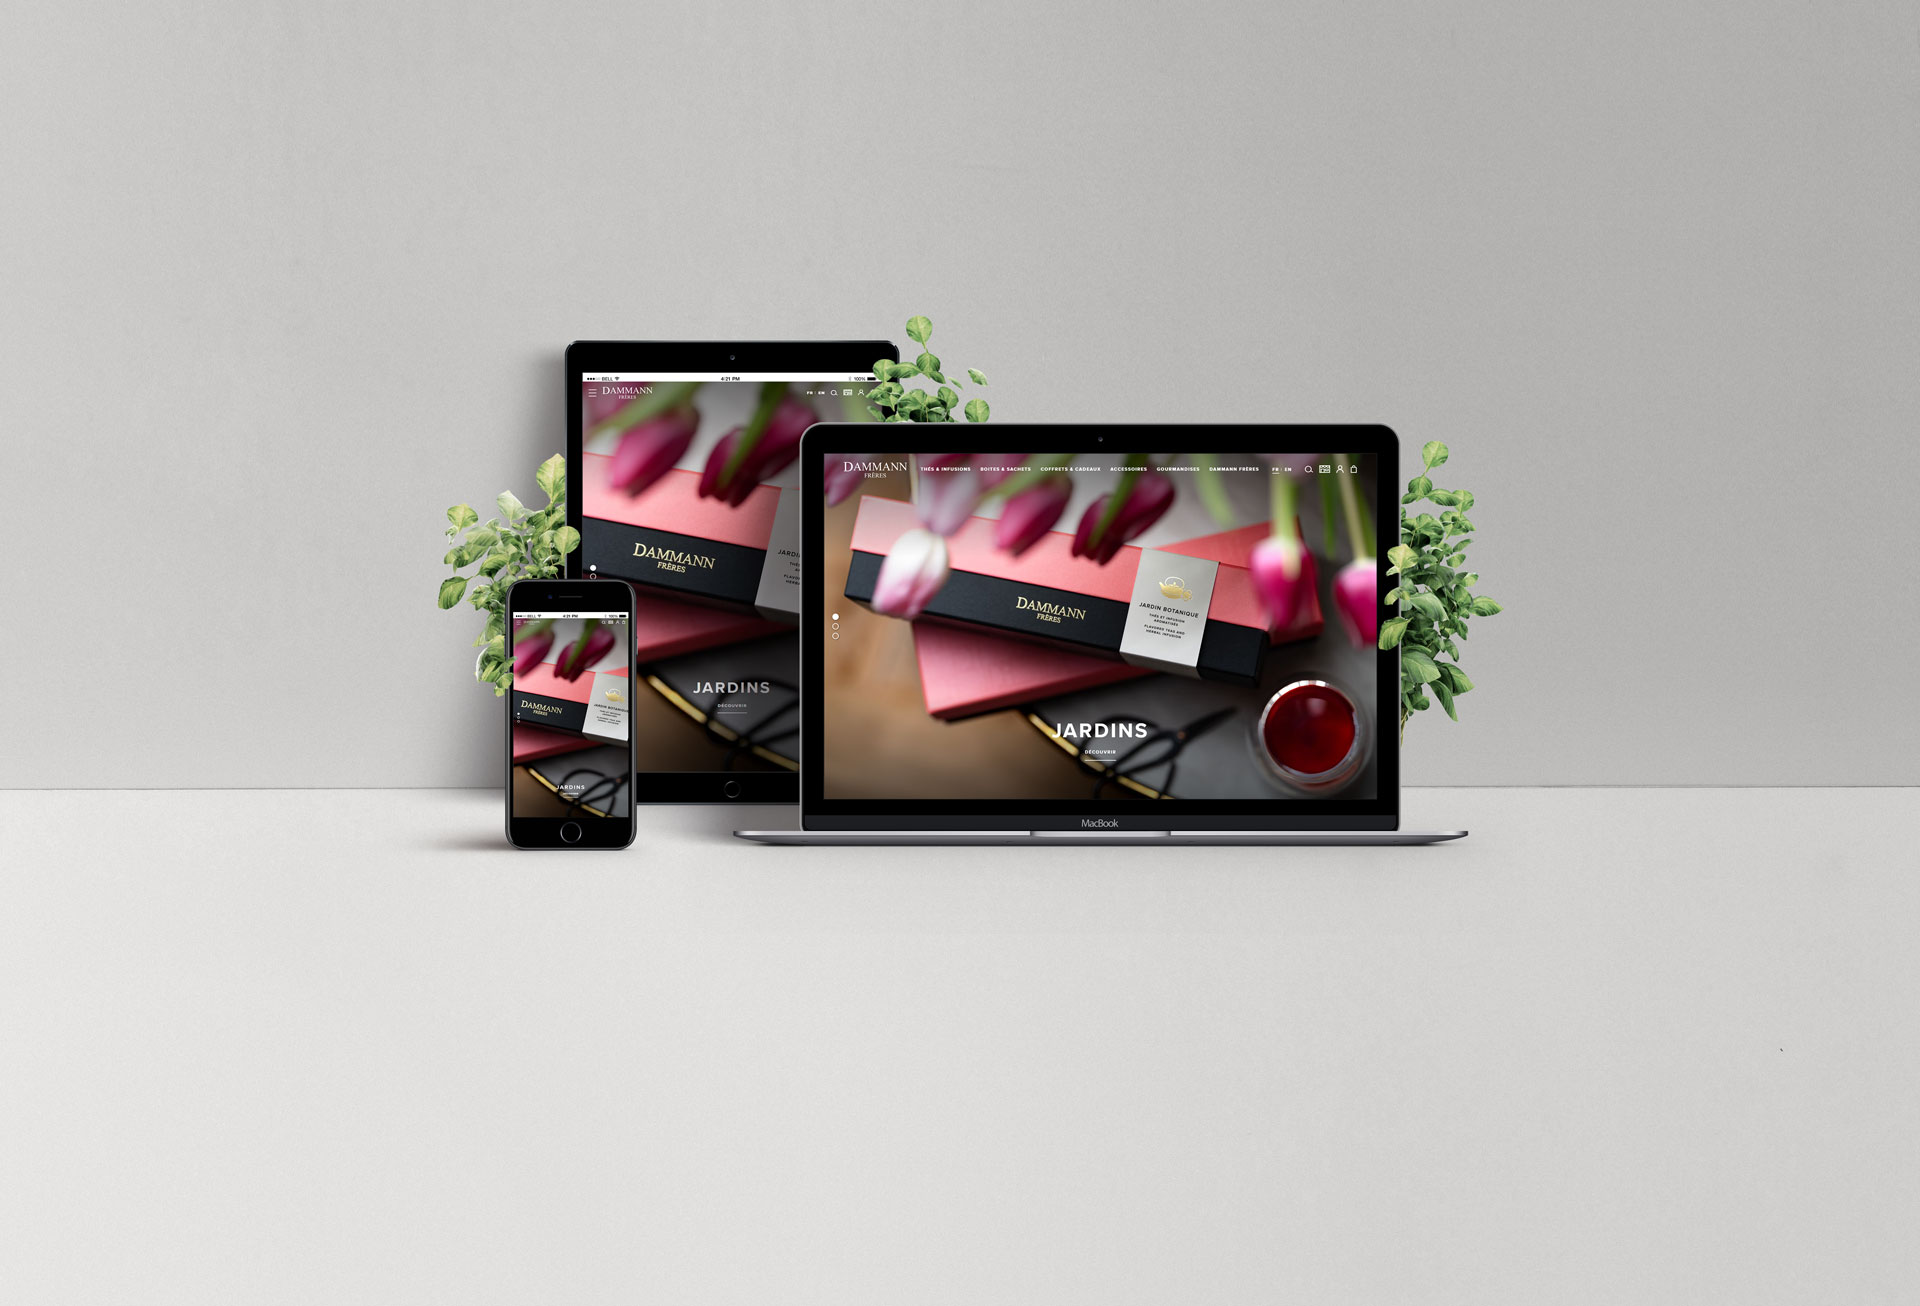 ●●●○○ BELL 4:21 PM 100%
DAMMANN
FRÈRES
FR EN
DAMMANN
FRÈRES
JARDINS
DÉCOUVRIR
BELL 4:21 PM 100%
DAMMANN
FRÈRES
JARDIN BOTANIQUE
JARDINS
DAMMANN
FRÈRES
THÉS & INFUSIONS BOITES & SACHETS COFFRETS & CADEAUX ACCESSOIRES GOURMANDISES DAMMANN FRÈRES FR EN
DAMMANN
FRÈRES
JARDIN BOTANIQUE
THÉS ET INFUSION
AROMATISÉS
FLAVORED TEAS AND
HERBAL INFUSION
JARDINS
DÉCOUVRIR
MacBook